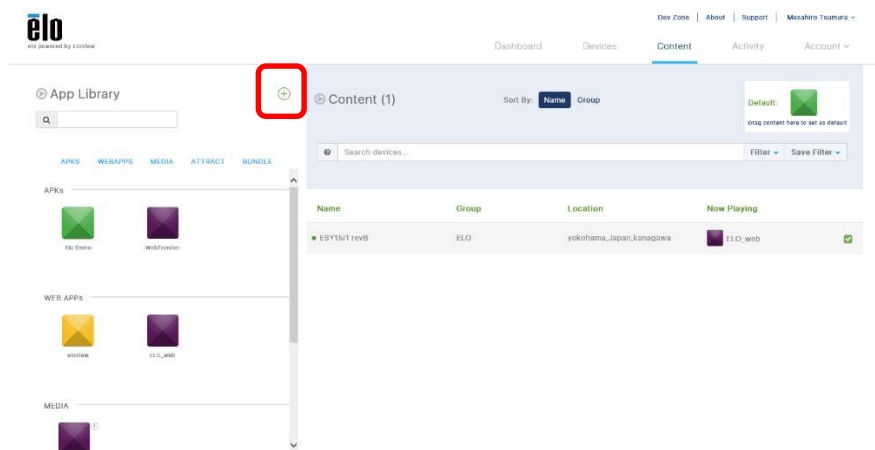 Dev Zone | About | Support | Masahiro Tsumura
elo
elo powered by EloView
Dashboard Devices Content Activity Account
App Library
Content (1)
Sort By: Name Group
Default:
Drag content here to set as default
Search devices...
Filter Save Filter
APKS WEBAPPS MEDIA ATTRACT BUNDLE
APKs
Elo Demo Webfrontier
Name Group Location Now Playing
ESY15i1 revB ELO yokohama,Japan,kanagawa ELO_web
WEB APPs
eloview ELO_web
MEDIA